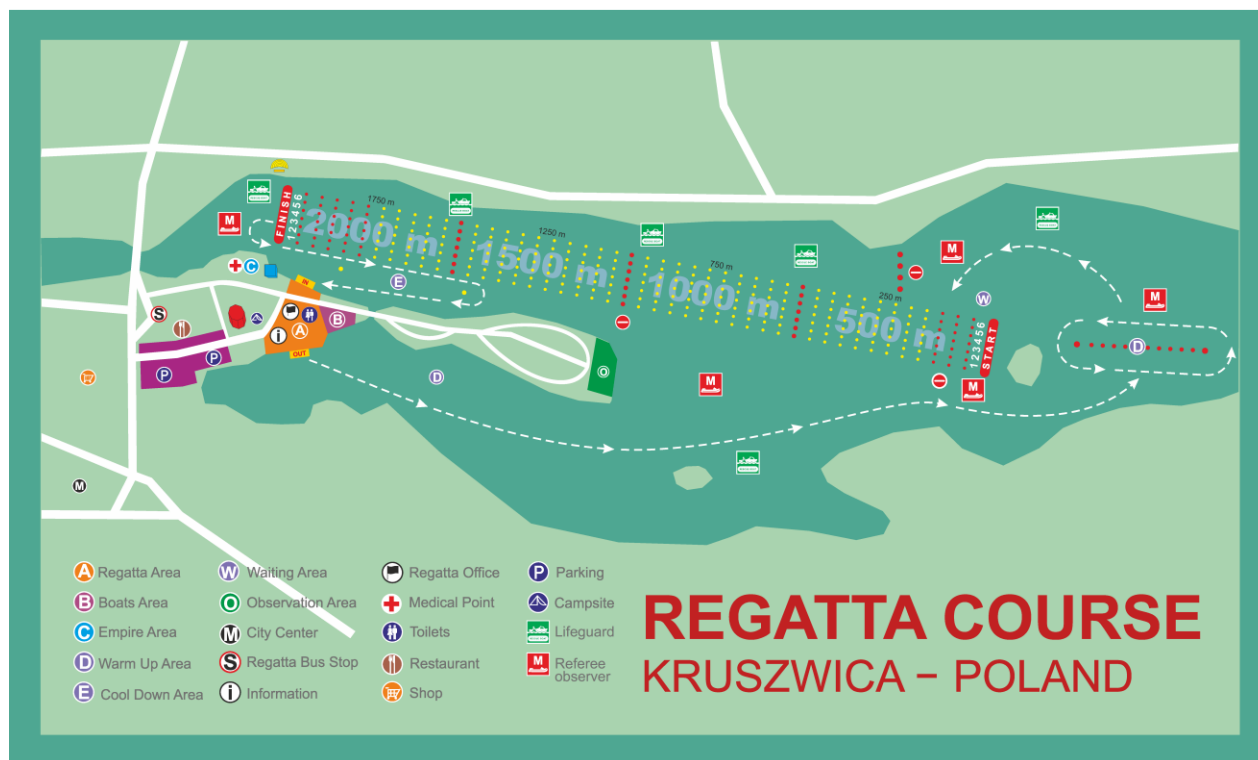 1750 m
FINISH
123456
2000 m
1250 m
1500 m
750 m
1000 m
250 m
500 m
123456
START
M
M
M
M
M
W
D
E
C
IN
S
A
B
i
OUT
P
P
D
O
M
A Regatta Area
B Boats Area
C Empire Area
D Warm Up Area
E Cool Down Area
W Waiting Area
O Observation Area
M City Center
S Regatta Bus Stop
i Information
Regatta Office
Medical Point
Toilets
Restaurant
Shop
P Parking
Campsite
Lifeguard
M Referee
observer
REGATTA COURSE
KRUSZWICA – POLAND